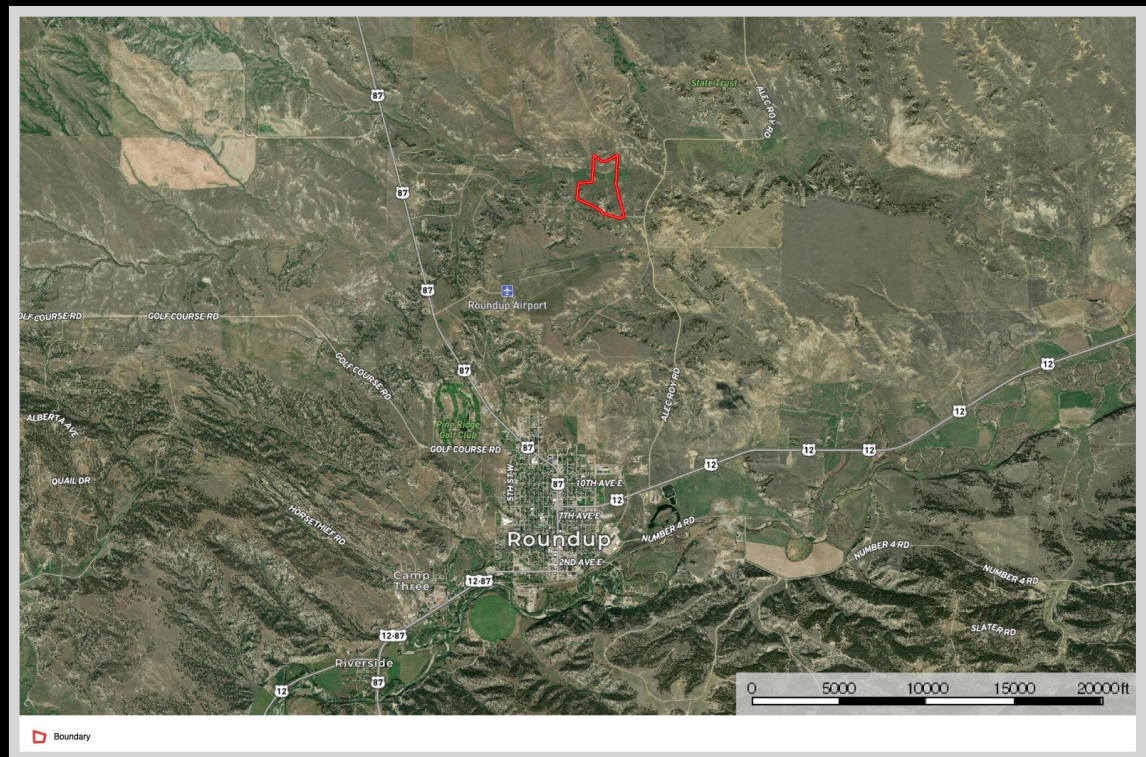 87
State Trust
ALEC ROY RD
87
87
Roundup Airport
OLF COURSE RD
GOLF COURSE RD
GOLF COURSE RD
87
12
ALEC ROY RD
12
ALBERTA AVE
Pine Ridge
Golf Club
GOLF COURSE RD
87
12
12
12
QUAIL DR
5TH ST W
87
10TH AVE E
12
7TH AVE E
HORSETHIEF RD
Roundup
NUMBER 4 RD
NUMBER 4 RD
2ND AVE E
Camp
Three
12-87
NUMBER 4 RD
12-87
SLATER RD
Riverside
12
87
0 5000 10000 15000 20000ft
Boundary